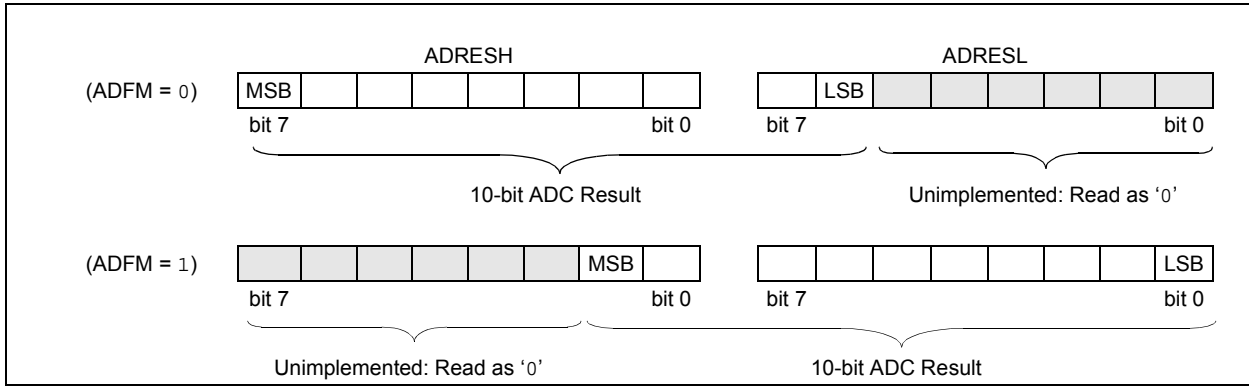 ADRESH ADRESL
(ADFM = 0) MSB LSB
bit 7 bit 0 bit 7 bit 0
10-bit ADC Result Unimplemented: Read as ‘0’
(ADFM = 1) MSB LSB
bit 7 bit 0 bit 7 bit 0
Unimplemented: Read as ‘0’ 10-bit ADC Result